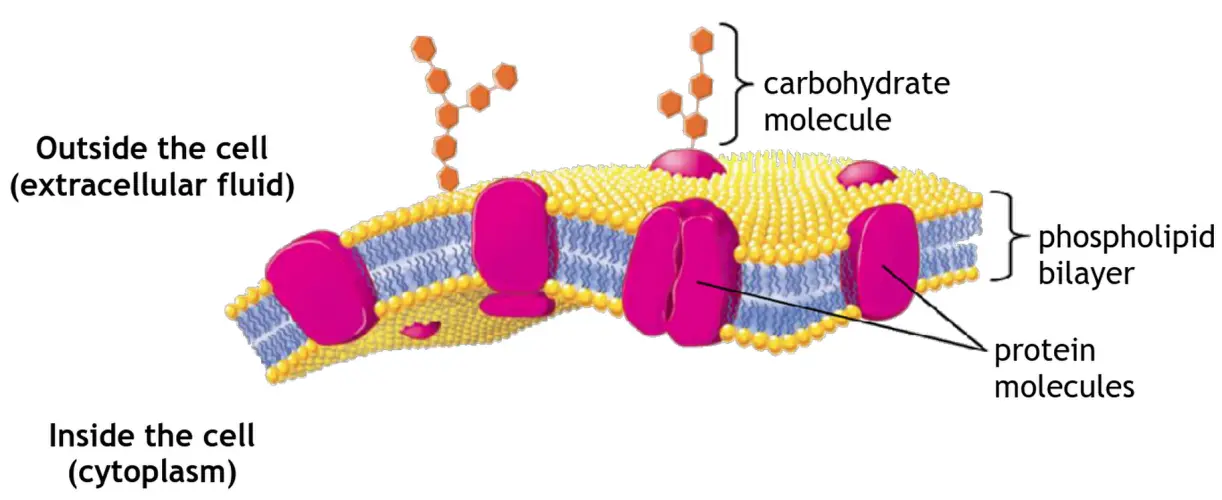 carbohydrate
molecule
Outside the cell
(extracellular fluid)
phospholipid
bilayer
protein
molecules
Inside the cell
(cytoplasm)